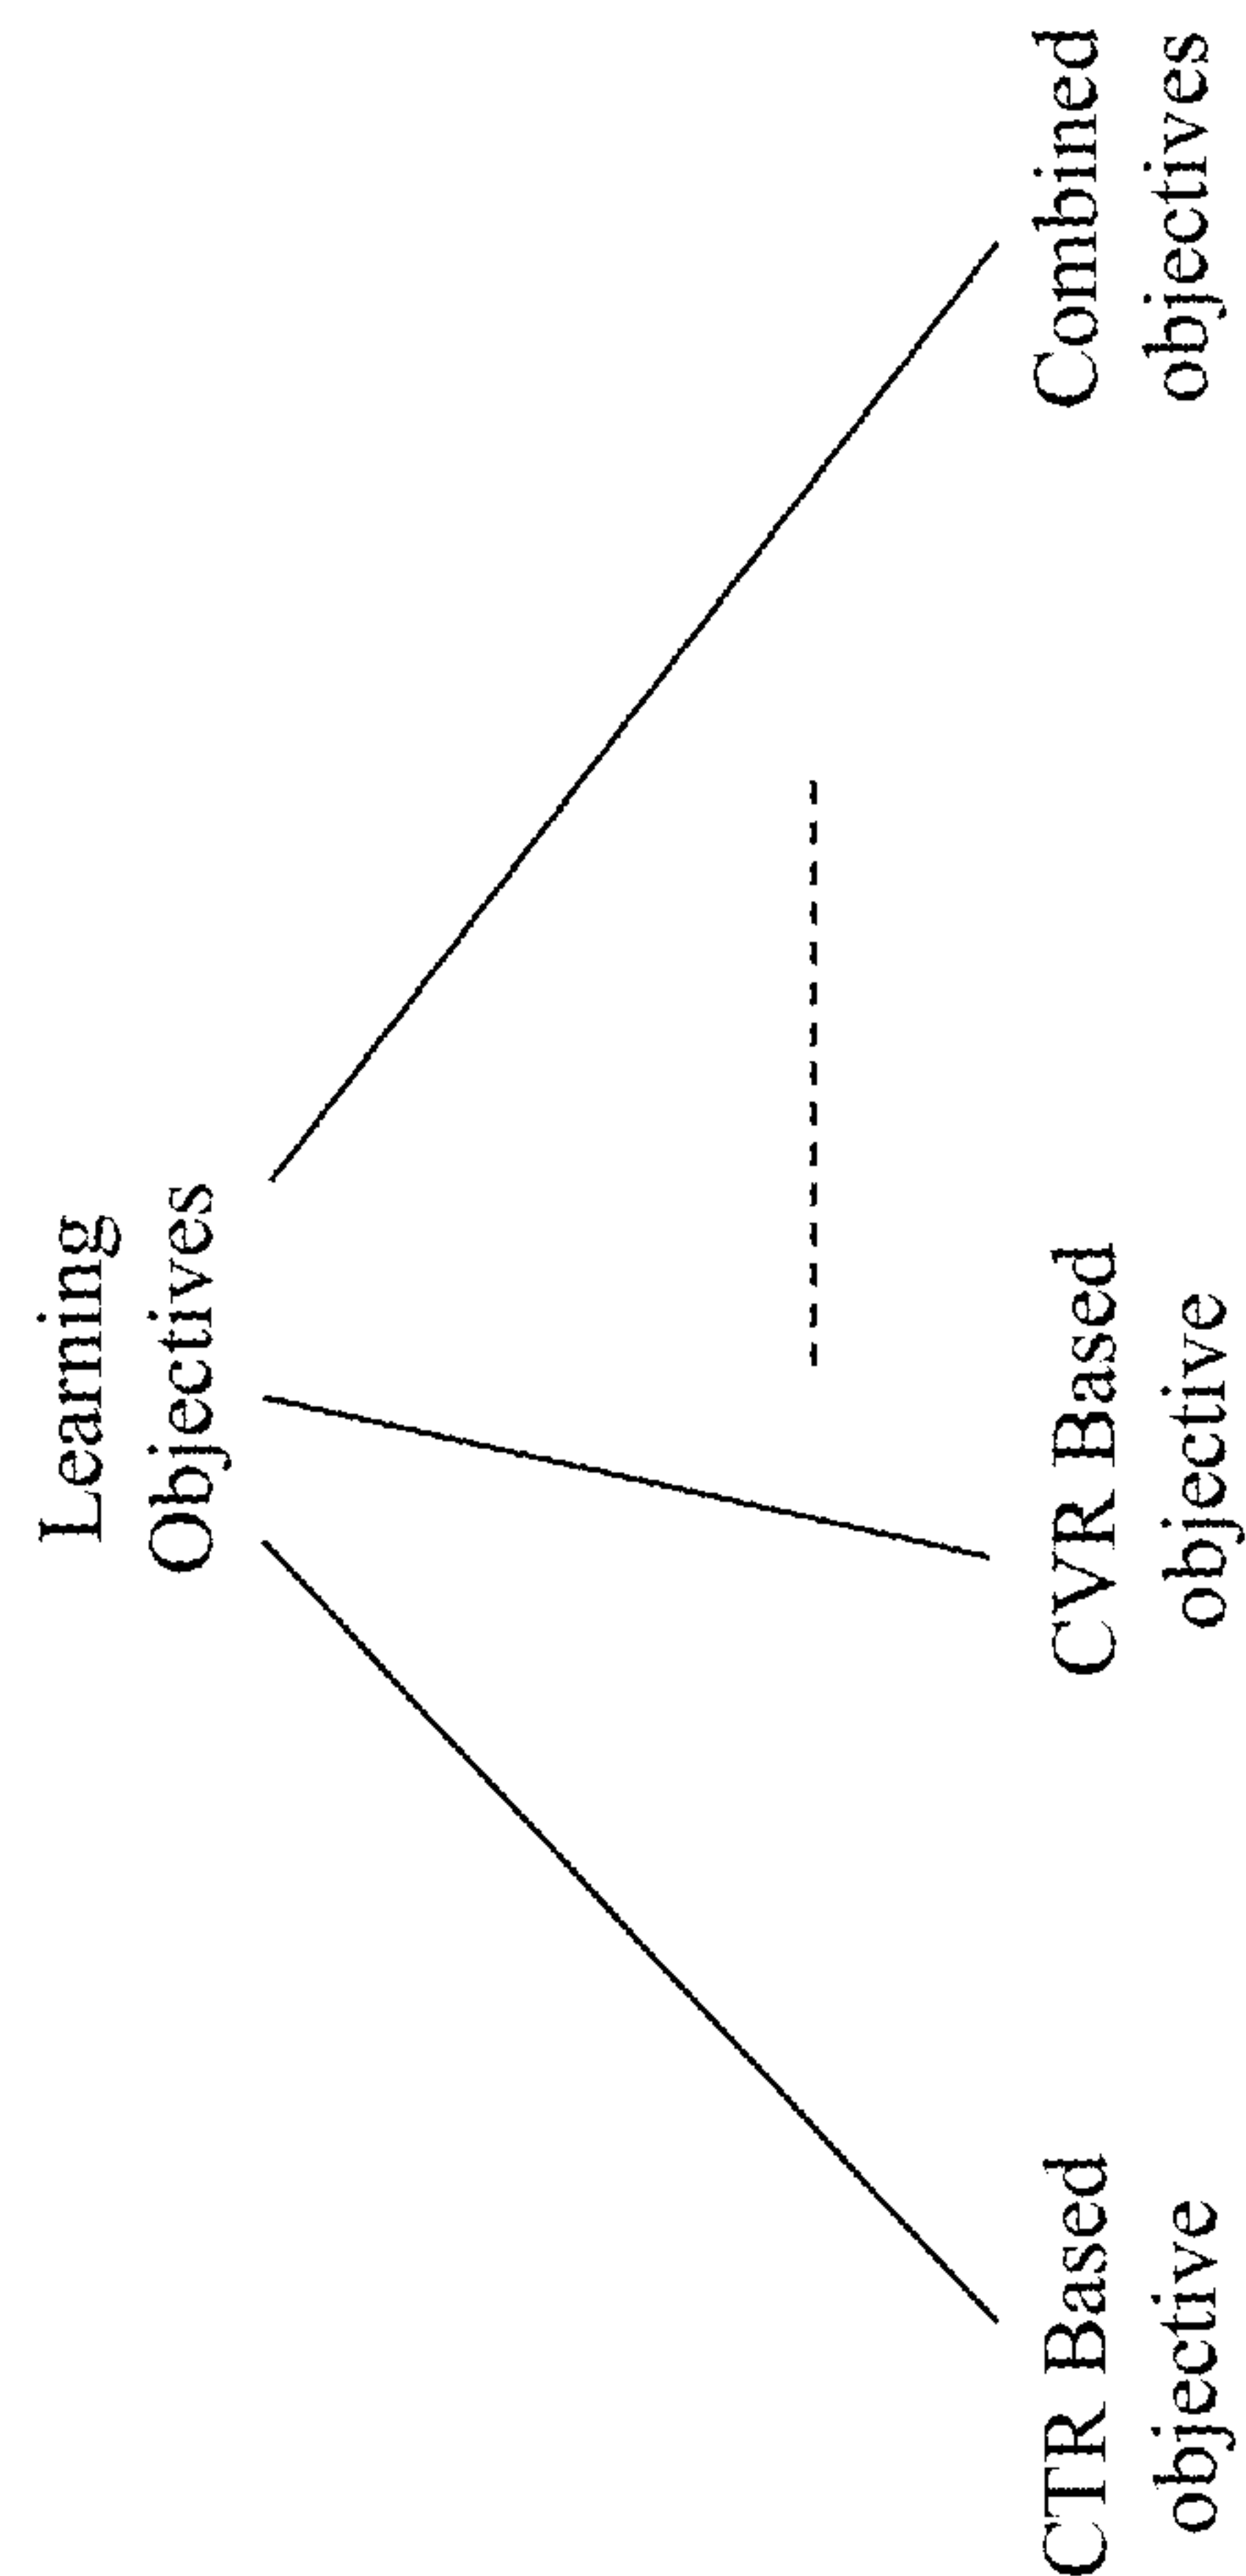 Learning
Objectives
CTR Based
objective
CVR Based
objective
Combined
objectives